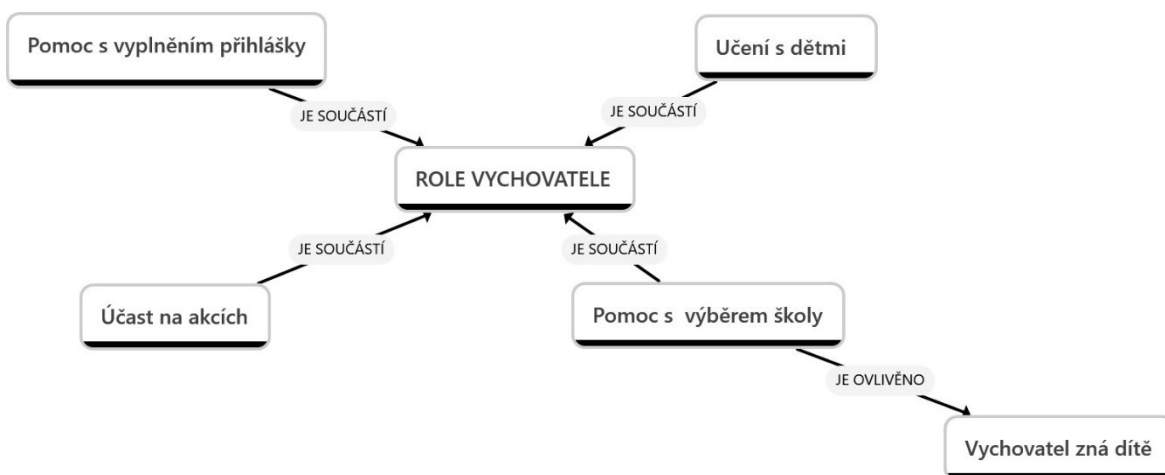 Pomoc s vyplněním přihlášky
Učení s dětmi
JE SOUČÁSTÍ
JE SOUČÁSTÍ
ROLE VYCHOVATELE
JE SOUČÁSTÍ
JE SOUČÁSTÍ
Účast na akcích
Pomoc s výběrem školy
JE OVLIVĚNO
Vychovatel zná dítě